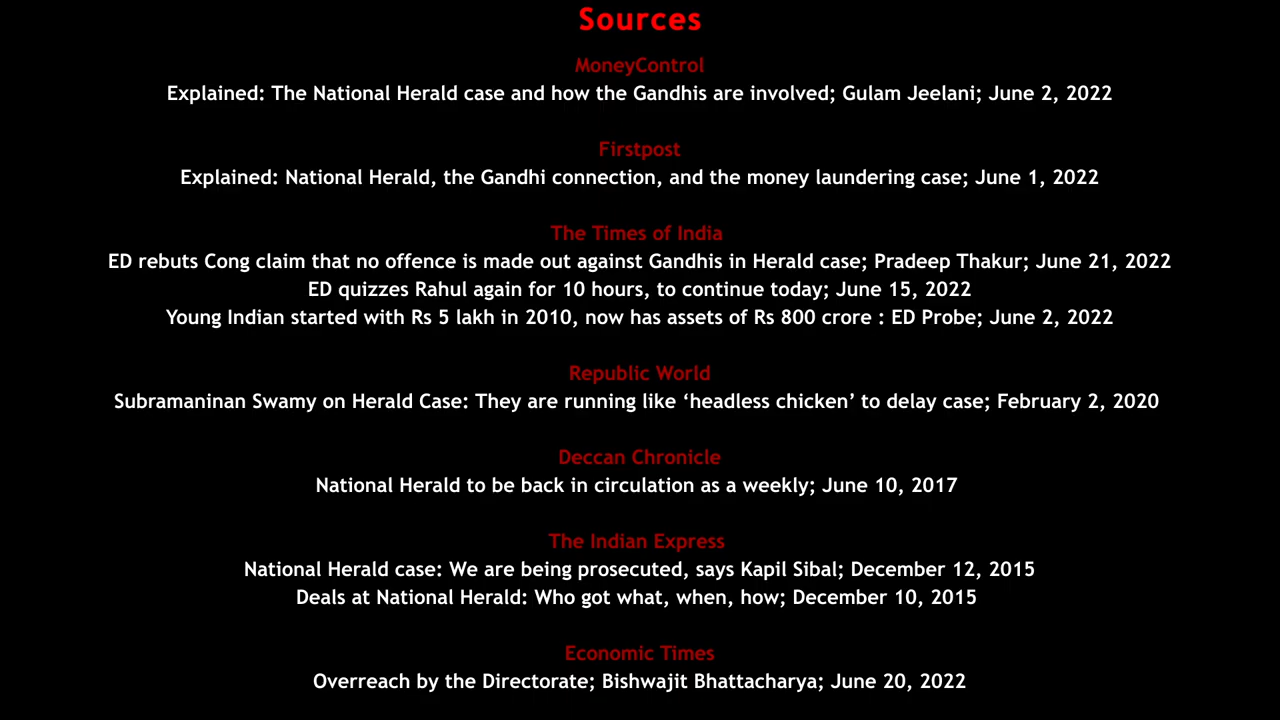 Sources
MoneyControl
Explained: The National Herald case and how the Gandhis are involved; Gulam Jeelani; June 2, 2022
Firstpost
Explained: National Herald, the Gandhi connection, and the money laundering case; June 1, 2022
The Times of India
ED rebuts Cong claim that no offence is made out against Gandhis in Herald case; Pradeep Thakur; June 21, 2022
ED quizzes Rahul again for 10 hours, to continue today; June 15, 2022
Young Indian started with Rs 5 lakh in 2010, now has assets of Rs 800 crore : ED Probe; June 2, 2022
Republic World
Subramaninan Swamy on Herald Case: They are running like ‘headless chicken’ to delay case; February 2, 2020
Deccan Chronicle
National Herald to be back in circulation as a weekly; June 10, 2017
The Indian Express
National Herald case: We are being prosecuted, says Kapil Sibal; December 12, 2015
Deals at National Herald: Who got what, when, how; December 10, 2015
Economic Times
Overreach by the Directorate; Bishwajit Bhattacharya; June 20, 2022